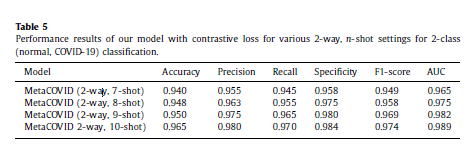 Table 5
Performance results of our model with contrastive loss for various 2-way, n-shot settings for 2-class
(normal, COVID-19) classification.
Model Accuracy Precision Recall Specificity F1-score AUC
MetaCOVID (2-way, 7-shot) 0.940 0.955 0.945 0.958 0.949 0.965
MetaCOVID (2-way, 8-shot) 0.948 0.963 0.955 0.975 0.958 0.975
MetaCOVID (2-way, 9-shot) 0.950 0.975 0.965 0.980 0.969 0.982
MetaCOVID 2-way, 10-shot) 0.965 0.980 0.970 0.984 0.974 0.989